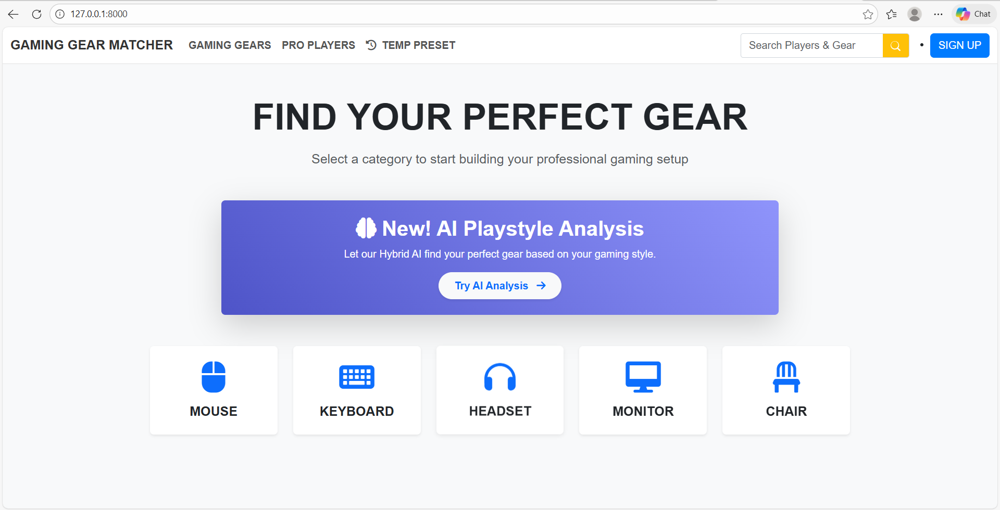 127.0.0.1:8000
Chat
GAMING GEAR MATCHER
GAMING GEARS
PRO PLAYERS
TEMP PRESET
Search Players & Gear
•
SIGN UP
FIND YOUR PERFECT GEAR
Select a category to start building your professional gaming setup
New! AI Playstyle Analysis
Let our Hybrid AI find your perfect gear based on your gaming style.
Try AI Analysis →
MOUSE
KEYBOARD
HEADSET
MONITOR
CHAIR